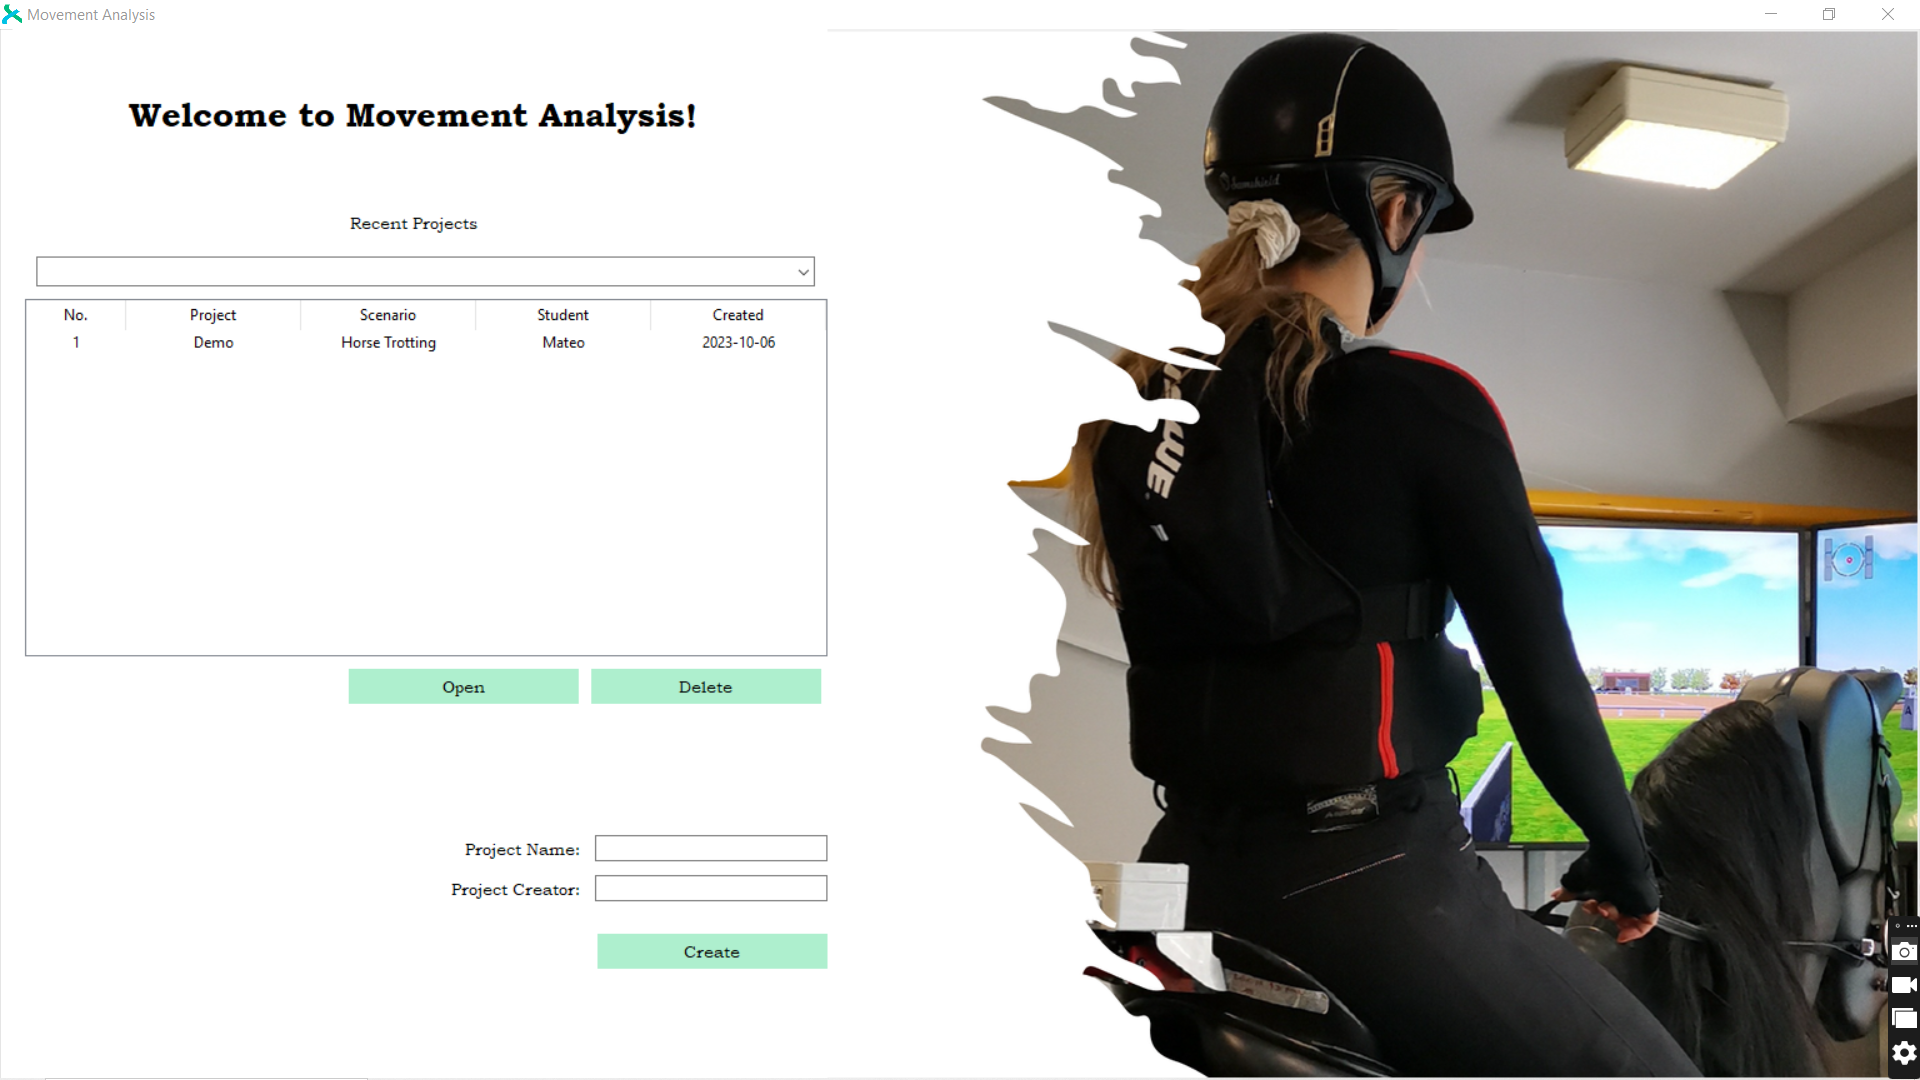 Movement Analysis
Welcome to Movement Analysis!
Recent Projects
No. Project Scenario Student Created
1 Demo Horse Trotting Mateo 2023-10-06
Open Delete
Project Name:
Project Creator:
Create
A